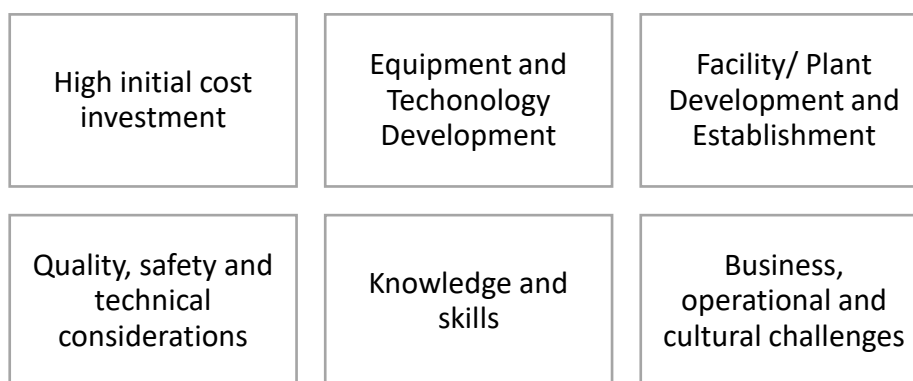 High initial cost
investment
Equipment and
Techonology
Development
Facility/ Plant
Development and
Establishment
Quality, safety and
technical
considerations
Knowledge and
skills
Business,
operational and
cultural challenges